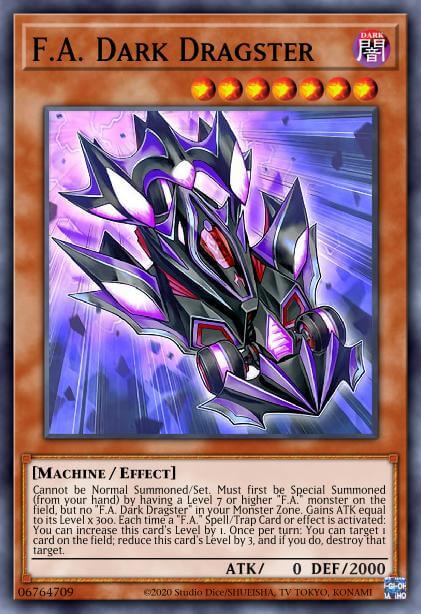 F.A. Dark Dragster
DARK
闇
[Machine / Effect]
Cannot be Normal Summoned/Set. Must first be Special Summoned
(from your hand) by having a Level 7 or higher "F.A." monster on the
field, but no "F.A. Dark Dragster" in your Monster Zone. Gains ATK equal
to its Level x 300. Each time a "F.A." Spell/Trap Card or effect is activated:
You can increase this card's Level by 1. Once per turn: You can target 1
card on the field; reduce this card's Level by 3, and if you do, destroy that
target.
ATK/ 0 DEF/2000
06764709 ©2020 Studio Dice/SHUEISHA, TV TOKYO, KONAMI